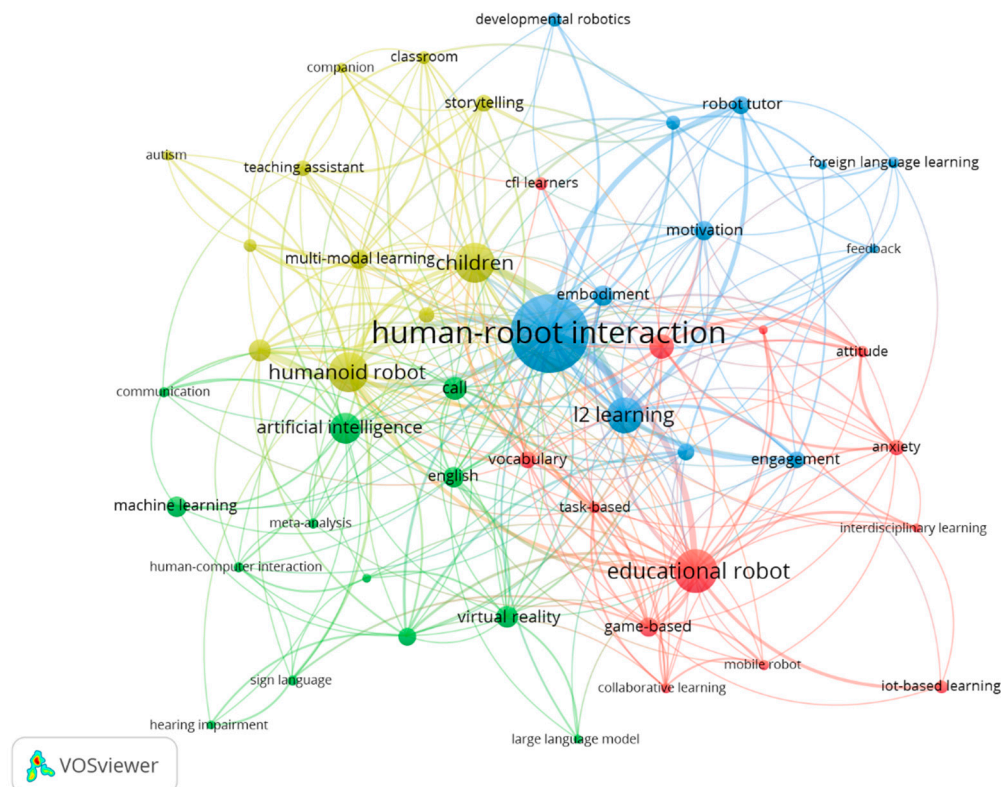 developmental robotics
classroom
companion
storytelling
robot tutor
autism
teaching assistant
foreign language learning
cfl learners
motivation
feedback
multi-modal learning
children
embodiment
human-robot interaction
attitude
humanoid robot
communication
call
l2 learning
artificial intelligence
anxiety
vocabulary
engagement
english
machine learning
task-based
meta-analysis
interdisciplinary learning
human-computer interaction
educational robot
virtual reality
game-based
mobile robot
sign language
collaborative learning
iot-based learning
hearing impairment
large language model
VOSviewer